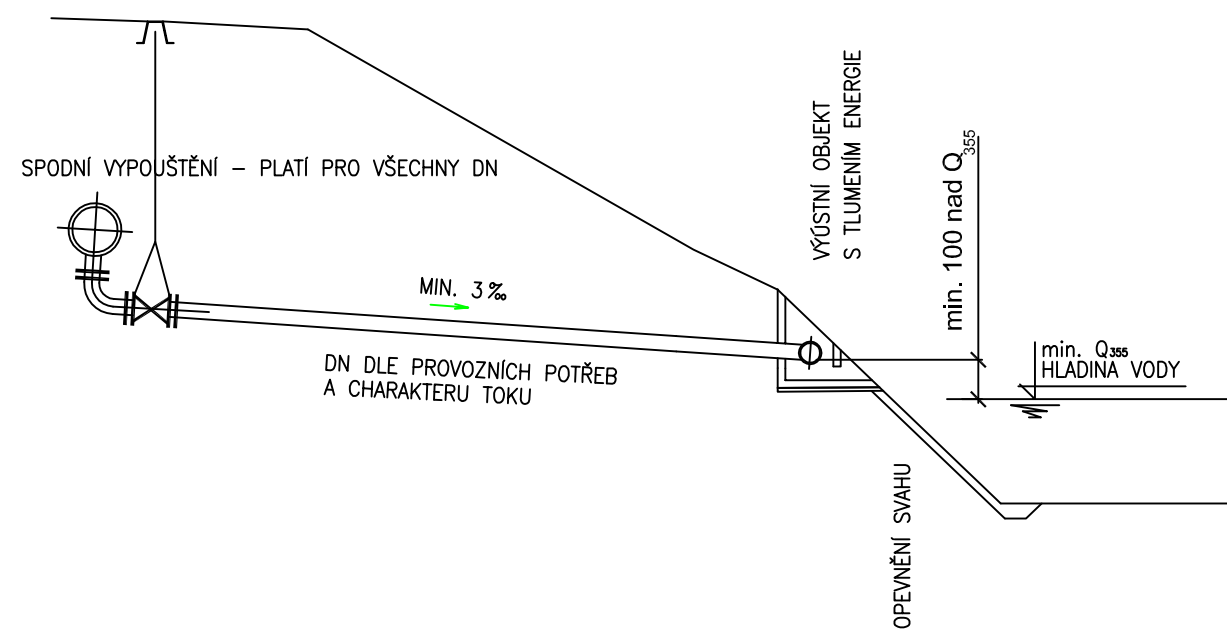 SPODNÍ VYPOUŠTĚNÍ – PLATÍ PRO VŠECHNY DN
MIN. 3‰
DN DLE PROVOZNÍCH POTŘEB
A CHARAKTERU TOKU
VÝÚSTNÍ OBJEKT
S TLUMENÍM ENERGIE
min. 100 nad Q355
min. Q355
HLADINA VODY
OPEVNĚNÍ SVAHU